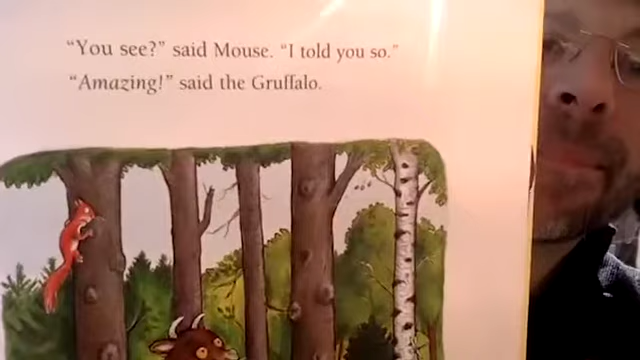 “You see?” said Mouse. “I told you so.”
“Amazing!” said the Gruffalo.